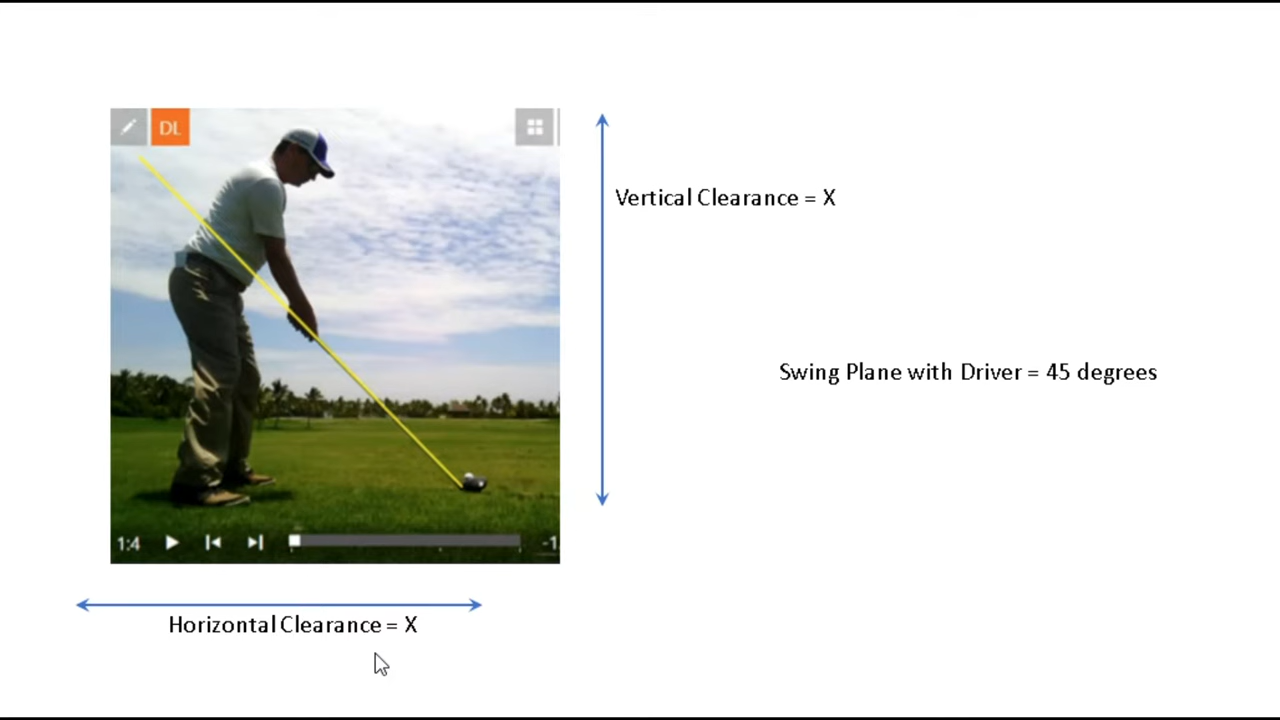 DL
Vertical Clearance = X
Swing Plane with Driver = 45 degrees
1:4
-1
Horizontal Clearance = X